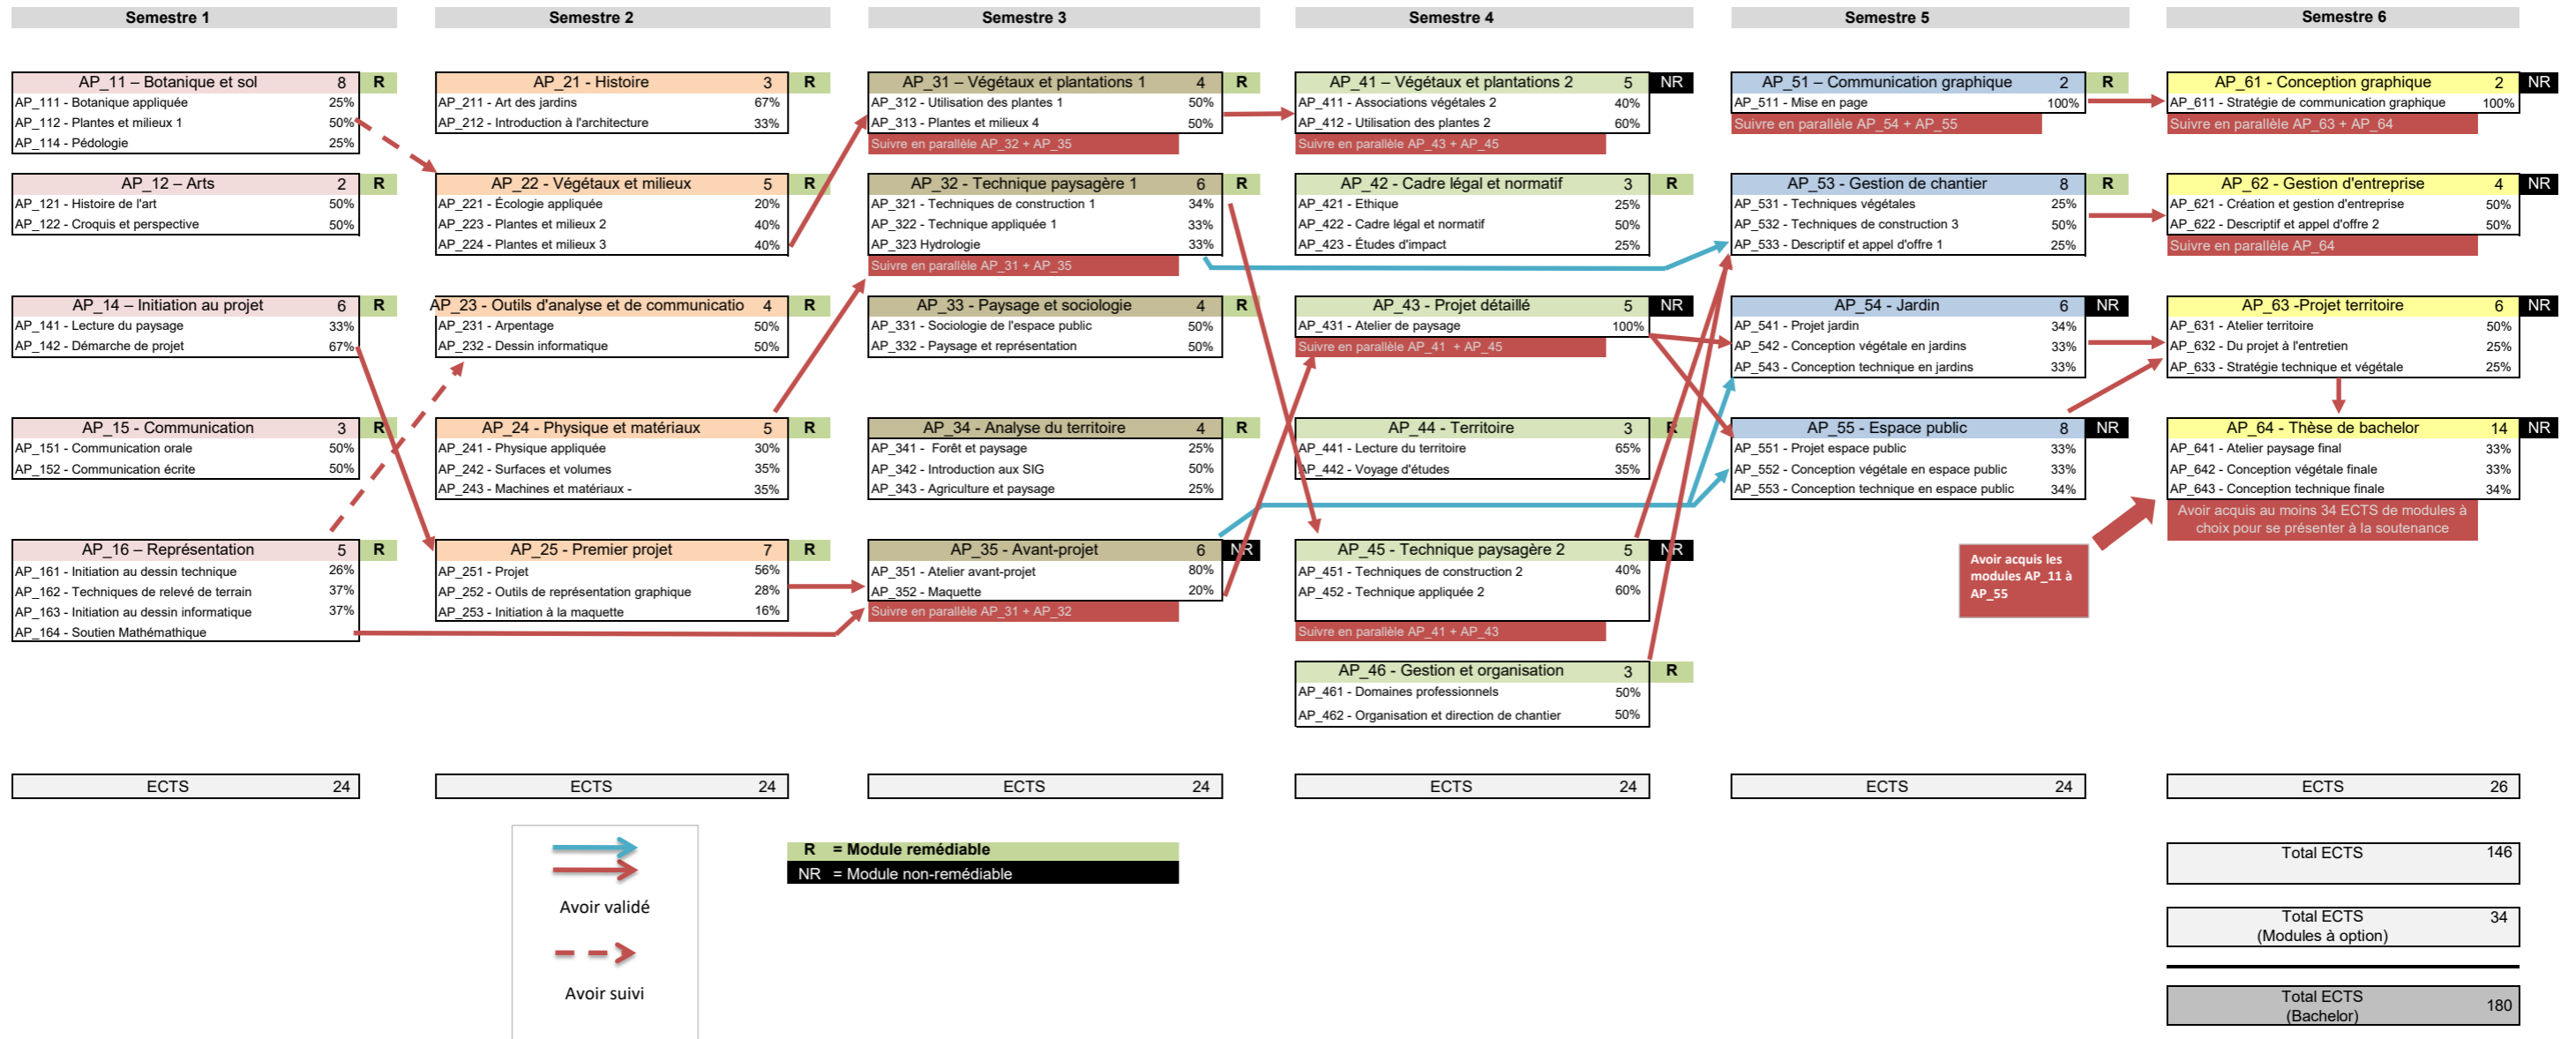 Semestre 1
AP_11 – Botanique et sol 8 R
AP_111 - Botanique appliquée 25%
AP_112 - Plantes et milieux 1 50%
AP_114 - Pédologie 25%
AP_12 – Arts 2 R
AP_121 - Histoire de l'art 50%
AP_122 - Croquis et perspective 50%
AP_14 – Initiation au projet 6 R
AP_141 - Lecture du paysage 33%
AP_142 - Démarche de projet 67%
AP_15 - Communication 3 R
AP_151 - Communication orale 50%
AP_152 - Communication écrite 50%
AP_16 – Représentation 5 R
AP_161 - Initiation au dessin technique 26%
AP_162 - Techniques de relevé de terrain 37%
AP_163 - Initiation au dessin informatique 37%
AP_164 - Soutien Mathémathique
ECTS 24
Semestre 2
AP_21 - Histoire 3 R
AP_211 - Art des jardins 67%
AP_212 - Introduction à l'architecture 33%
AP_22 - Végétaux et milieux 5 R
AP_221 - Écologie appliquée 20%
AP_223 - Plantes et milieux 2 40%
AP_224 - Plantes et milieux 3 40%
AP_23 - Outils d'analyse et de communicatio 4 R
AP_231 - Arpentage 50%
AP_232 - Dessin informatique 50%
AP_24 - Physique et matériaux 5 R
AP_241 - Physique appliquée 30%
AP_242 - Surfaces et volumes 35%
AP_243 - Machines et matériaux - 35%
AP_25 - Premier projet 7 R
AP_251 - Projet 56%
AP_252 - Outils de représentation graphique 28%
AP_253 - Initiation à la maquette 16%
ECTS 24
Semestre 3
AP_31 – Végétaux et plantations 1 4 R
AP_312 - Utilisation des plantes 1 50%
AP_313 - Plantes et milieux 4 50%
Suivre en parallèle AP_32 + AP_35
AP_32 - Technique paysagère 1 6 R
AP_321 - Techniques de construction 1 34%
AP_322 - Technique appliquée 1 33%
AP_323 Hydrologie 33%
Suivre en parallèle AP_31 + AP_35
AP_33 - Paysage et sociologie 4 R
AP_331 - Sociologie de l'espace public 50%
AP_332 - Paysage et représentation 50%
AP_34 - Analyse du territoire 4 R
AP_341 - Forêt et paysage 25%
AP_342 - Introduction aux SIG 50%
AP_343 - Agriculture et paysage 25%
AP_35 - Avant-projet 6 NR
AP_351 - Atelier avant-projet 80%
AP_352 - Maquette 20%
Suivre en parallèle AP_31 + AP_32
ECTS 24
Semestre 4
AP_41 – Végétaux et plantations 2 5 NR
AP_411 - Associations végétales 2 40%
AP_412 - Utilisation des plantes 2 60%
Suivre en parallèle AP_43 + AP_45
AP_42 - Cadre légal et normatif 3 R
AP_421 - Ethique 25%
AP_422 - Cadre légal et normatif 50%
AP_423 - Études d'impact 25%
AP_43 - Projet détaillé 5 NR
AP_431 - Atelier de paysage 100%
Suivre en parallèle AP_41 + AP_45
AP_44 - Territoire 3 R
AP_441 - Lecture du territoire 65%
AP_442 - Voyage d'études 35%
AP_45 - Technique paysagère 2 5 NR
AP_451 - Techniques de construction 2 40%
AP_452 - Technique appliquée 2 60%
Suivre en parallèle AP_41 + AP_43
AP_46 - Gestion et organisation 3 R
AP_461 - Domaines professionnels 50%
AP_462 - Organisation et direction de chantier 50%
ECTS 24
Semestre 5
AP_51 – Communication graphique 2 R
AP_511 - Mise en page 100%
Suivre en parallèle AP_54 + AP_55
AP_53 - Gestion de chantier 8 R
AP_531 - Techniques végétales 25%
AP_532 - Techniques de construction 3 50%
AP_533 - Descriptif et appel d'offre 1 25%
AP_54 - Jardin 6 NR
AP_541 - Projet jardin 34%
AP_542 - Conception végétale en jardins 33%
AP_543 - Conception technique en jardins 33%
AP_55 - Espace public 8 NR
AP_551 - Projet espace public 33%
AP_552 - Conception végétale en espace public 33%
AP_553 - Conception technique en espace public 34%
Avoir acquis les
modules AP_11 à
AP_55
ECTS 24
Semestre 6
AP_61 - Conception graphique 2 NR
AP_611 - Stratégie de communication graphique 100%
Suivre en parallèle AP_63 + AP_64
AP_62 - Gestion d'entreprise 4 NR
AP_621 - Création et gestion d'entreprise 50%
AP_622 - Descriptif et appel d'offre 2 50%
Suivre en parallèle AP_64
AP_63 -Projet territoire 6 NR
AP_631 - Atelier territoire 50%
AP_632 - Du projet à l'entretien 25%
AP_633 - Stratégie technique et végétale 25%
AP_64 - Thèse de bachelor 14 NR
AP_641 - Atelier paysage final 33%
AP_642 - Conception végétale finale 33%
AP_643 - Conception technique finale 34%
Avoir acquis au moins 34 ECTS de modules à
choix pour se présenter à la soutenance
ECTS 26
Avoir validé
Avoir suivi
R = Module remédiable
NR = Module non-remédiable
Total ECTS 146
Total ECTS 34
(Modules à option)
Total ECTS 180
(Bachelor)